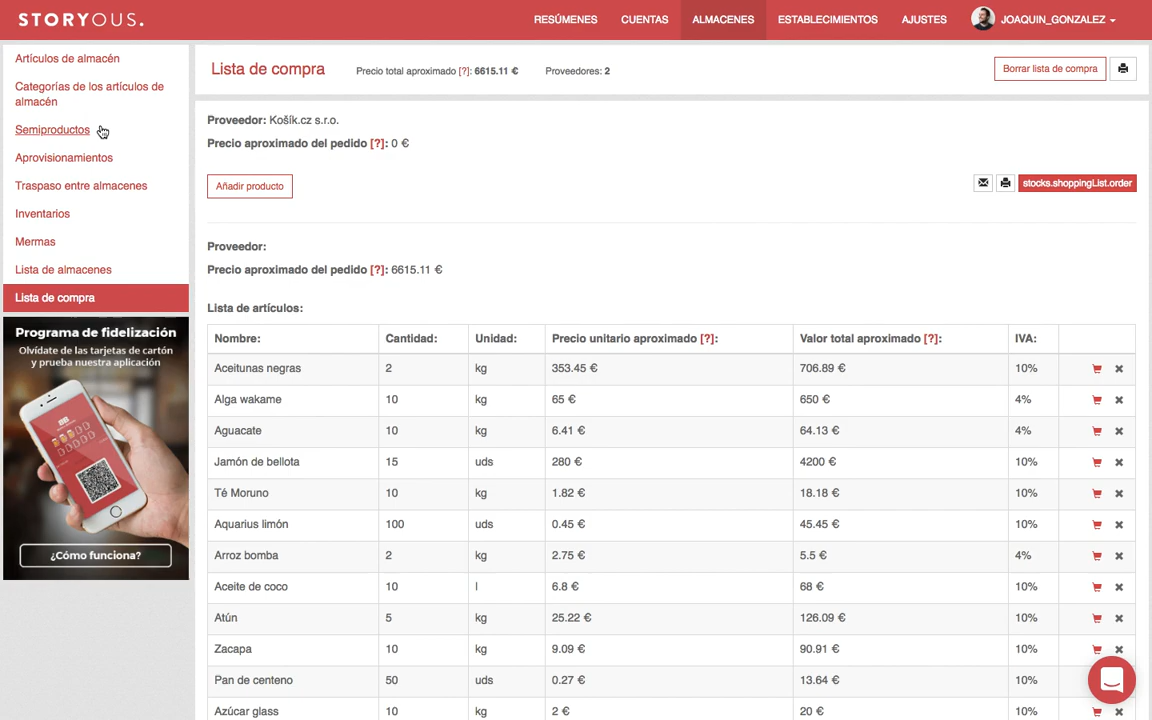 STORYOUS.
RESÚMENES CUENTAS ALMACENES ESTABLECIMIENTOS AJUSTES JOAQUIN_GONZALEZ
Artículos de almacén
Categorías de los artículos de
almacén
Semiproductos
Aprovisionamientos
Traspaso entre almacenes
Inventarios
Mermas
Lista de almacenes
Lista de compra
Programa de fidelización
Olvídate de las tarjetas de cartón
y prueba nuestra aplicación
¿Cómo funciona?
Lista de compra Precio total aproximado [?]: 6615.11 € Proveedores: 2 Borrar lista de compra
Proveedor: Košík.cz s.r.o.
Precio aproximado del pedido [?]: 0 €
Añadir producto stocks.shoppingList.order
Proveedor:
Precio aproximado del pedido [?]: 6615.11 €
Lista de artículos:
Nombre: Cantidad: Unidad: Precio unitario aproximado [?]: Valor total aproximado [?]: IVA:
Aceitunas negras 2 kg 353.45 € 706.89 € 10%
Alga wakame 10 kg 65 € 650 € 4%
Aguacate 10 kg 6.41 € 64.13 € 4%
Jamón de bellota 15 uds 280 € 4200 € 10%
Té Moruno 10 kg 1.82 € 18.18 € 10%
Aquarius limón 100 uds 0.45 € 45.45 € 10%
Arroz bomba 2 kg 2.75 € 5.5 € 4%
Aceite de coco 10 l 6.8 € 68 € 10%
Atún 5 kg 25.22 € 126.09 € 10%
Zacapa 10 kg 9.09 € 90.91 € 10%
Pan de centeno 50 uds 0.27 € 13.64 € 10%
Azúcar glass 10 kg 2 € 20 € 10%